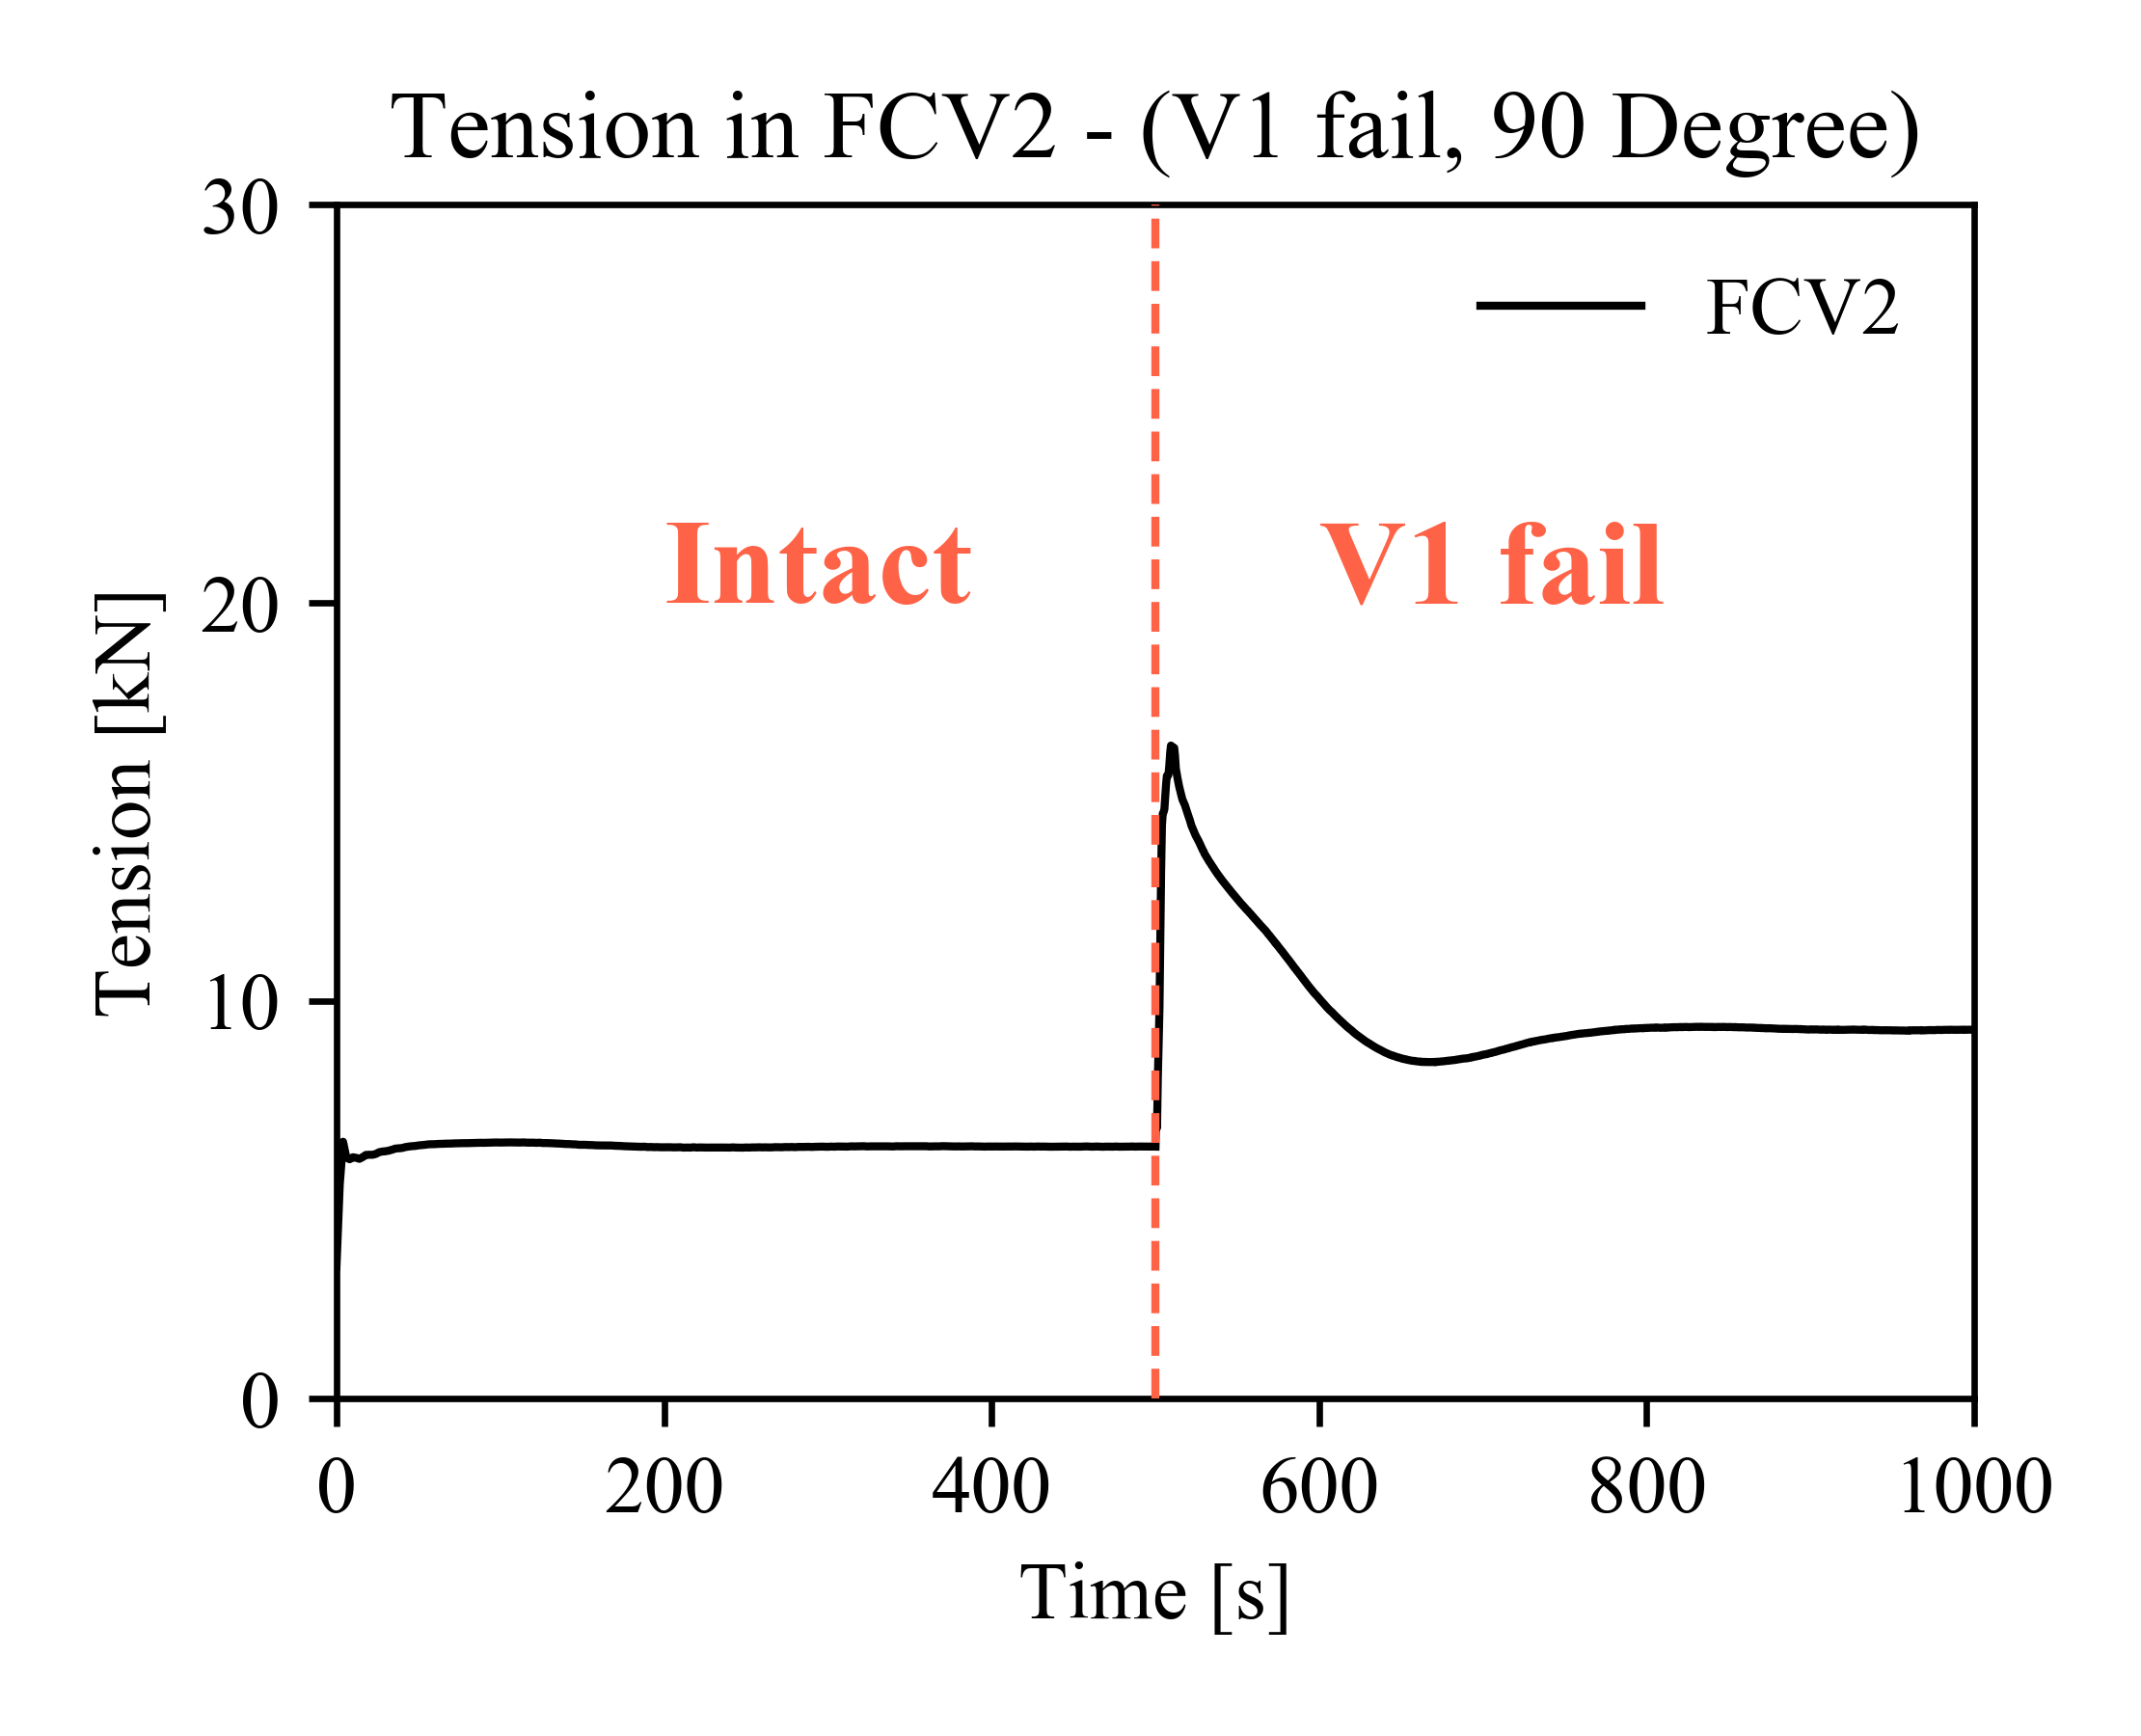 Tension in FCV2 - (V1 fail, 90 Degree)
30
FCV2
Intact
V1 fail
20
Tension [kN]
10
0
0 200 400 600 800 1000
Time [s]